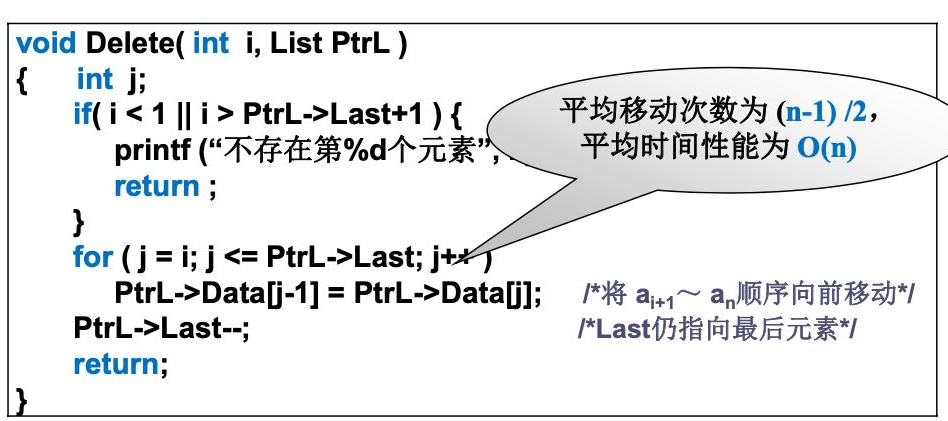 void Delete( int i, List PtrL )
{ int j;
if( i < 1 || i > PtrL->Last+1 ) {
平均移动次数为 (n-1) /2,
平均时间性能为 O(n)
printf (“不存在第%d个元素”,
return ;
}
for ( j = i; j <= PtrL->Last; j++ )
PtrL->Data[j-1] = PtrL->Data[j]; /*将 ai+1～ an顺序向前移动*/
PtrL->Last--; /*Last仍指向最后元素*/
return;
}